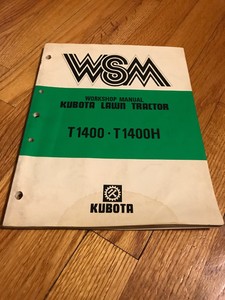 WSM
WORKSHOP MANUAL
KUBOTA LAWN TRACTOR
T1400 · T1400H
KUBOTA